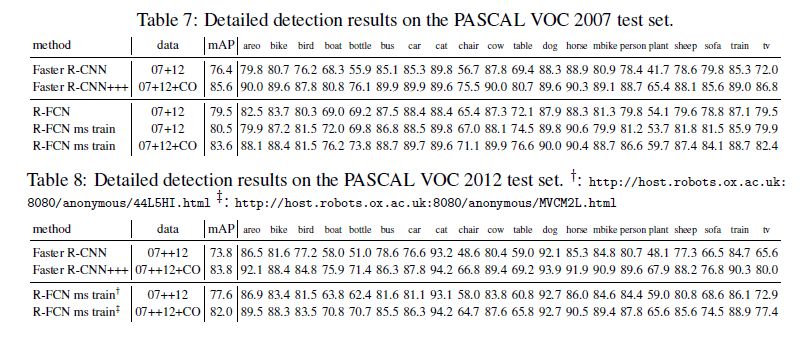 Table 7: Detailed detection results on the PASCAL VOC 2007 test set.
method data mAP areo bike bird boat bottle bus car cat chair cow table dog horse mbike person plant sheep sofa train tv
Faster R-CNN 07+12 76.4 79.8 80.7 76.2 68.3 55.9 85.1 85.3 89.8 56.7 87.8 69.4 88.3 88.9 80.9 78.4 41.7 78.6 79.8 85.3 72.0
Faster R-CNN+++ 07+12+CO 85.6 90.0 89.6 87.8 80.8 76.1 89.9 89.9 89.6 75.5 90.0 80.7 89.6 90.3 89.1 88.7 65.4 88.1 85.6 89.0 86.8
R-FCN 07+12 79.5 82.5 83.7 80.3 69.0 69.2 87.5 88.4 88.4 65.4 87.3 72.1 87.9 88.3 81.3 79.8 54.1 79.6 78.8 87.1 79.5
R-FCN ms train 07+12 80.5 79.9 87.2 81.5 72.0 69.8 86.8 88.5 89.8 67.0 88.1 74.5 89.8 90.6 79.9 81.2 53.7 81.8 81.5 85.9 79.9
R-FCN ms train 07+12+CO 83.6 88.1 88.4 81.5 76.2 73.8 88.7 89.7 89.6 71.1 89.9 76.6 90.0 90.4 88.7 86.6 59.7 87.4 84.1 88.7 82.4
Table 8: Detailed detection results on the PASCAL VOC 2012 test set. †: http://host.robots.ox.ac.uk:
8080/anonymous/44L5HI.html ‡: http://host.robots.ox.ac.uk:8080/anonymous/MVCM2L.html
method data mAP areo bike bird boat bottle bus car cat chair cow table dog horse mbike person plant sheep sofa train tv
Faster R-CNN 07++12 73.8 86.5 81.6 77.2 58.0 51.0 78.6 76.6 93.2 48.6 80.4 59.0 92.1 85.3 84.8 80.7 48.1 77.3 66.5 84.7 65.6
Faster R-CNN+++ 07++12+CO 83.8 92.1 88.4 84.8 75.9 71.4 86.3 87.8 94.2 66.8 89.4 69.2 93.9 91.9 90.9 89.6 67.9 88.2 76.8 90.3 80.0
R-FCN ms train† 07++12 77.6 86.9 83.4 81.5 63.8 62.4 81.6 81.1 93.1 58.0 83.8 60.8 92.7 86.0 84.6 84.4 59.0 80.8 68.6 86.1 72.9
R-FCN ms train‡ 07++12+CO 82.0 89.5 88.3 83.5 70.8 70.7 85.5 86.3 94.2 64.7 87.6 65.8 92.7 90.5 89.4 87.8 65.6 85.6 74.5 88.9 77.4